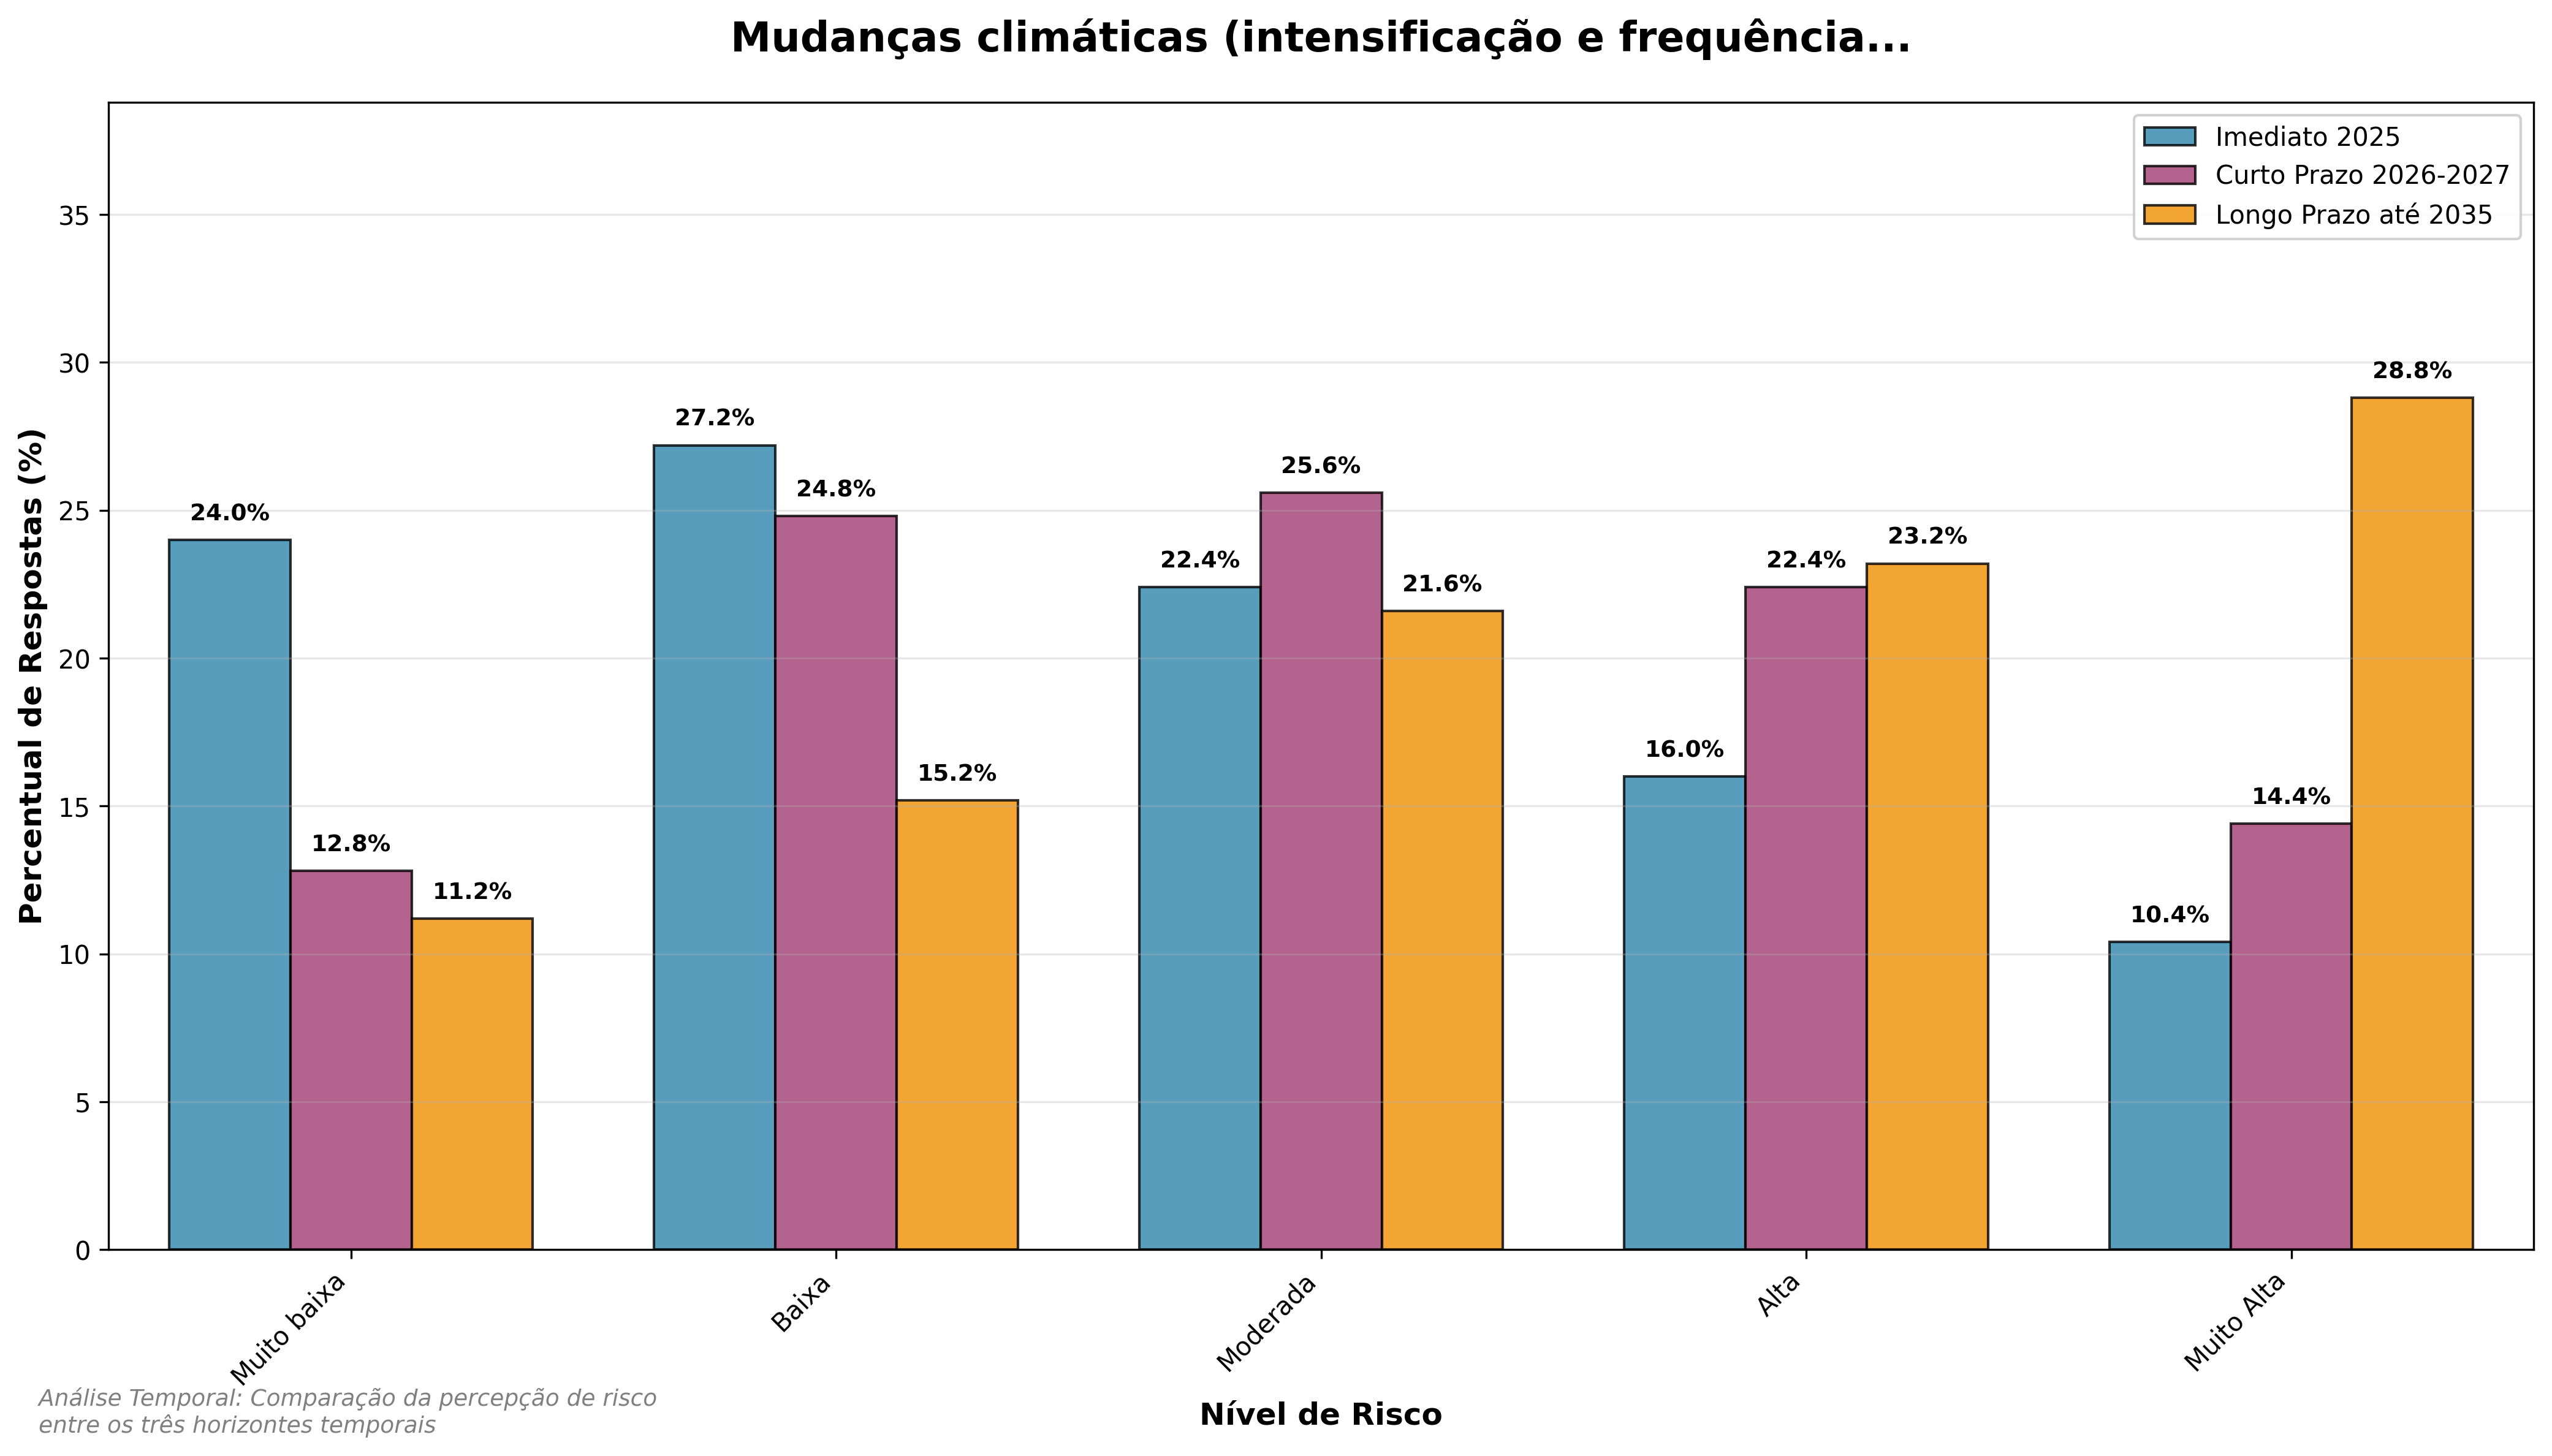 Mudanças climáticas (intensificação e frequência...
Imediato 2025
Curto Prazo 2026-2027
Longo Prazo até 2035
Percentual de Respostas (%)
35
30
25
20
15
10
5
0
24.0%
12.8%
11.2%
27.2%
24.8%
15.2%
22.4%
25.6%
21.6%
16.0%
22.4%
23.2%
10.4%
14.4%
28.8%
Muito baixa
Baixa
Moderada
Alta
Muito Alta
Nível de Risco
Análise Temporal: Comparação da percepção de risco
entre os três horizontes temporais